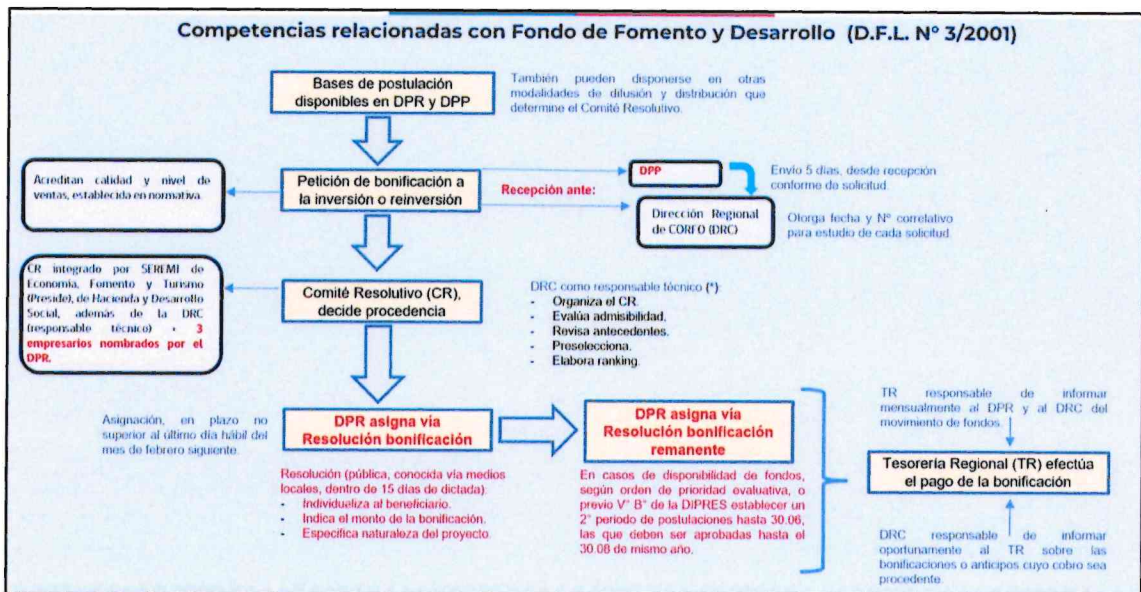 Competencias relacionadas con Fondo de Fomento y Desarrollo (D.F.L. Nº 3/2001)
Bases de postulación
disponibles en DPR y DPP
También pueden disponerse en otras
modalidades de difusión y distribución que
determine el Comité Resolutivo.
Acreditan calidad y nivel de
ventas, establecida en normativa.
Petición de bonificación a
la inversión o reinversión
Recepción ante:
DPP
Envío 5 días, desde recepción
conforme de solicitud.
Dirección Regional
de CORFO (DRC)
Otorga fecha y Nº correlativo
para estudio de cada solicitud.
CR integrado por SEREMI de
Economía, Fomento y Turismo
(Preside), de Hacienda y Desarrollo
Social, además de la DRC
(responsable técnico) + 3
empresarios nombrados por el
DPR.
Comité Resolutivo (CR),
decide procedencia
DRC como responsable técnico (*):
- Organiza el CR.
- Evalúa admisibilidad.
- Revisa antecedentes.
- Preselecciona.
- Elabora ranking.
Asignación, en plazo no
superior al último día hábil del
mes de febrero siguiente.
DPR asigna vía
Resolución bonificación
Resolución (pública, conocida vía medios
locales, dentro de 15 días de dictada):
- Individualiza al beneficiario.
- Indica el monto de la bonificación.
- Especifica naturaleza del proyecto.
DPR asigna vía
Resolución bonificación
remanente
En casos de disponibilidad de fondos,
según orden de prioridad evaluativa, o
previo V° B° de la DIPRES establecer un
2° periodo de postulaciones hasta 30.06,
las que deben ser aprobadas hasta el
30.08 de mismo año.
TR responsable de informar
mensualmente al DPR y al DRC del
movimiento de fondos.
Tesorería Regional (TR) efectúa
el pago de la bonificación
DRC responsable de informar
oportunamente al TR sobre las
bonificaciones o anticipos cuyo cobro sea
procedente.